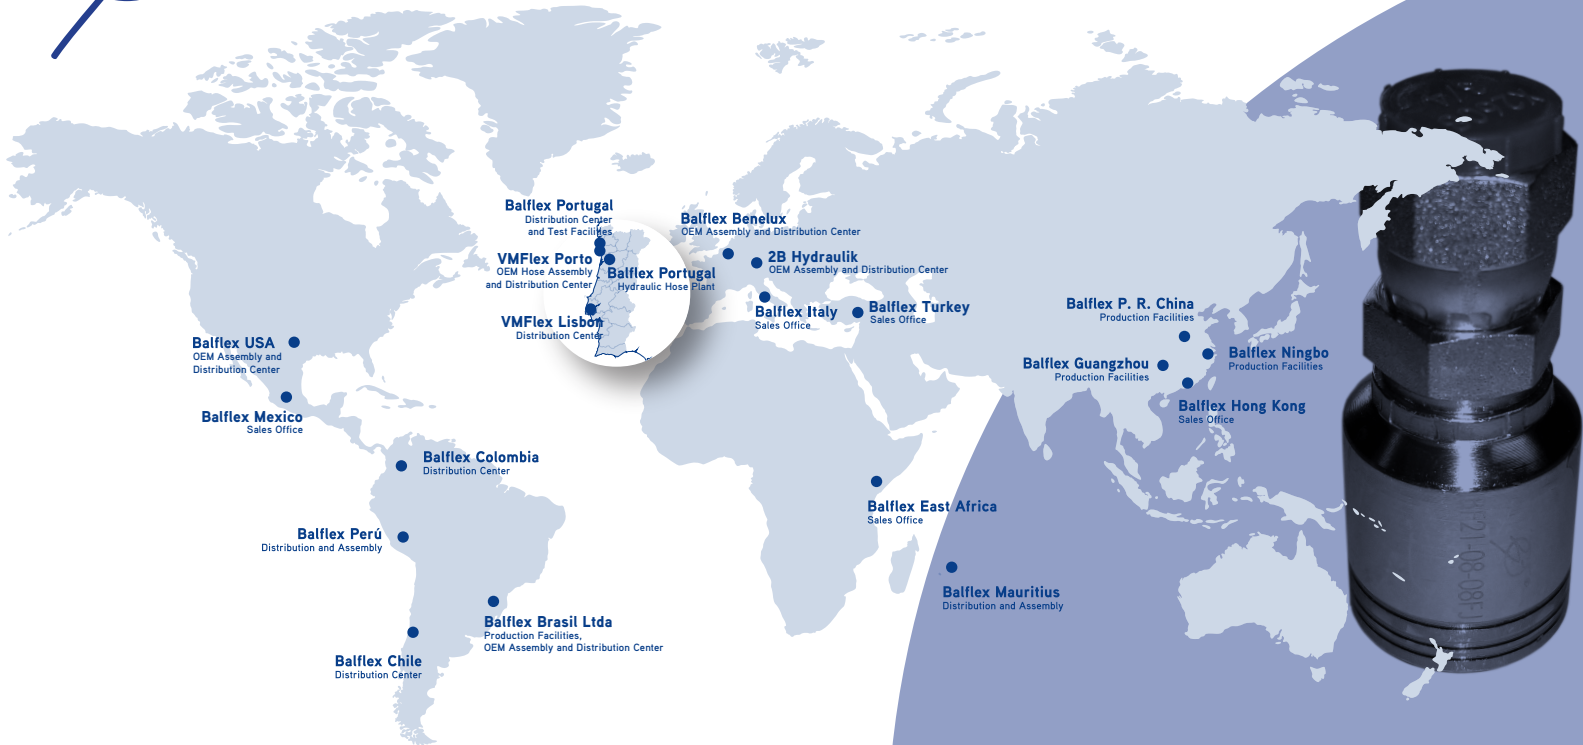 Balflex Portugal
Distribution Center
and Test Facilities
VMFlex Porto
OEM Hose Assembly
and Distribution Center
Balflex Portugal
Hydraulic Hose Plant
VMFlex Lisbon
Distribution Center
Balflex Benelux
OEM Assembly and Distribution Center
2B Hydraulik
OEM Assembly and Distribution Center
Balflex Italy
Sales Office
Balflex Turkey
Sales Office
Balflex P. R. China
Production Facilities
Balflex Ningbo
Production Facilities
Balflex Guangzhou
Production Facilities
Balflex Hong Kong
Sales Office
Balflex USA
OEM Assembly and
Distribution Center
Balflex Mexico
Sales Office
Balflex Colombia
Distribution Center
Balflex Perú
Distribution and Assembly
Balflex Brasil Ltda
Production Facilities,
OEM Assembly and Distribution Center
Balflex Chile
Distribution Center
Balflex East Africa
Sales Office
Balflex Mauritius
Distribution and Assembly